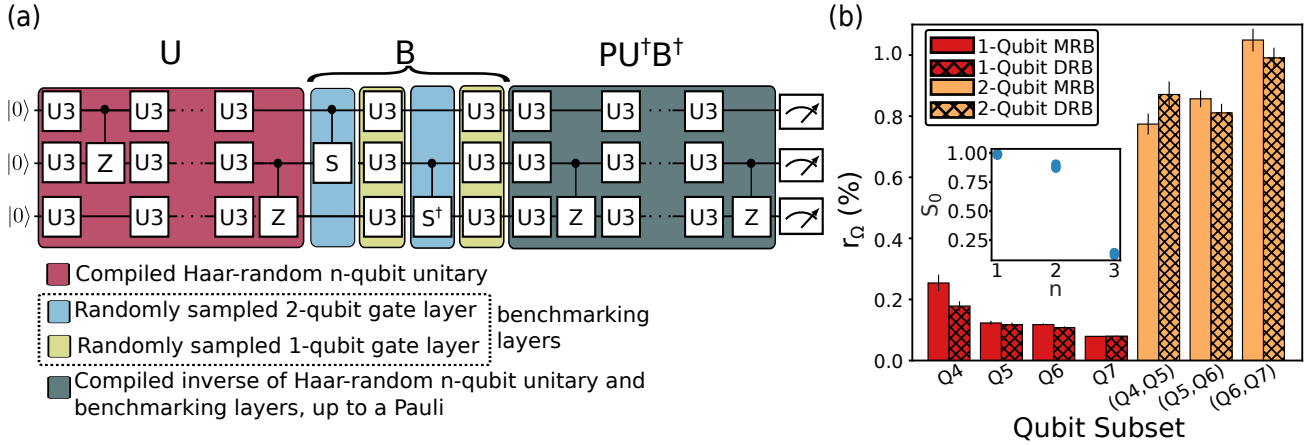 (a)
U
B
PU†B†
|0⟩ U3 U3 ... U3 S U3 U3 U3 U3 ... U3
|0⟩ U3 Z U3 ... U3 U3 U3 U3 U3 ... U3
|0⟩ U3 U3 ... U3 Z U3 S† U3 U3 Z U3 ... U3 Z
Compiled Haar-random n-qubit unitary
Randomly sampled 2-qubit gate layer
Randomly sampled 1-qubit gate layer
benchmarking
layers
Compiled inverse of Haar-random n-qubit unitary and
benchmarking layers, up to a Pauli
(b)
1-Qubit MRB
1-Qubit DRB
2-Qubit MRB
2-Qubit DRB
r_Ω (%)
1.0
0.8
0.6
0.4
0.2
0.0
S_0
1.00
0.75
0.50
0.25
1 2 3
n
Q4 Q5 Q6 Q7 (Q4,Q5) (Q5,Q6) (Q6,Q7)
Qubit Subset